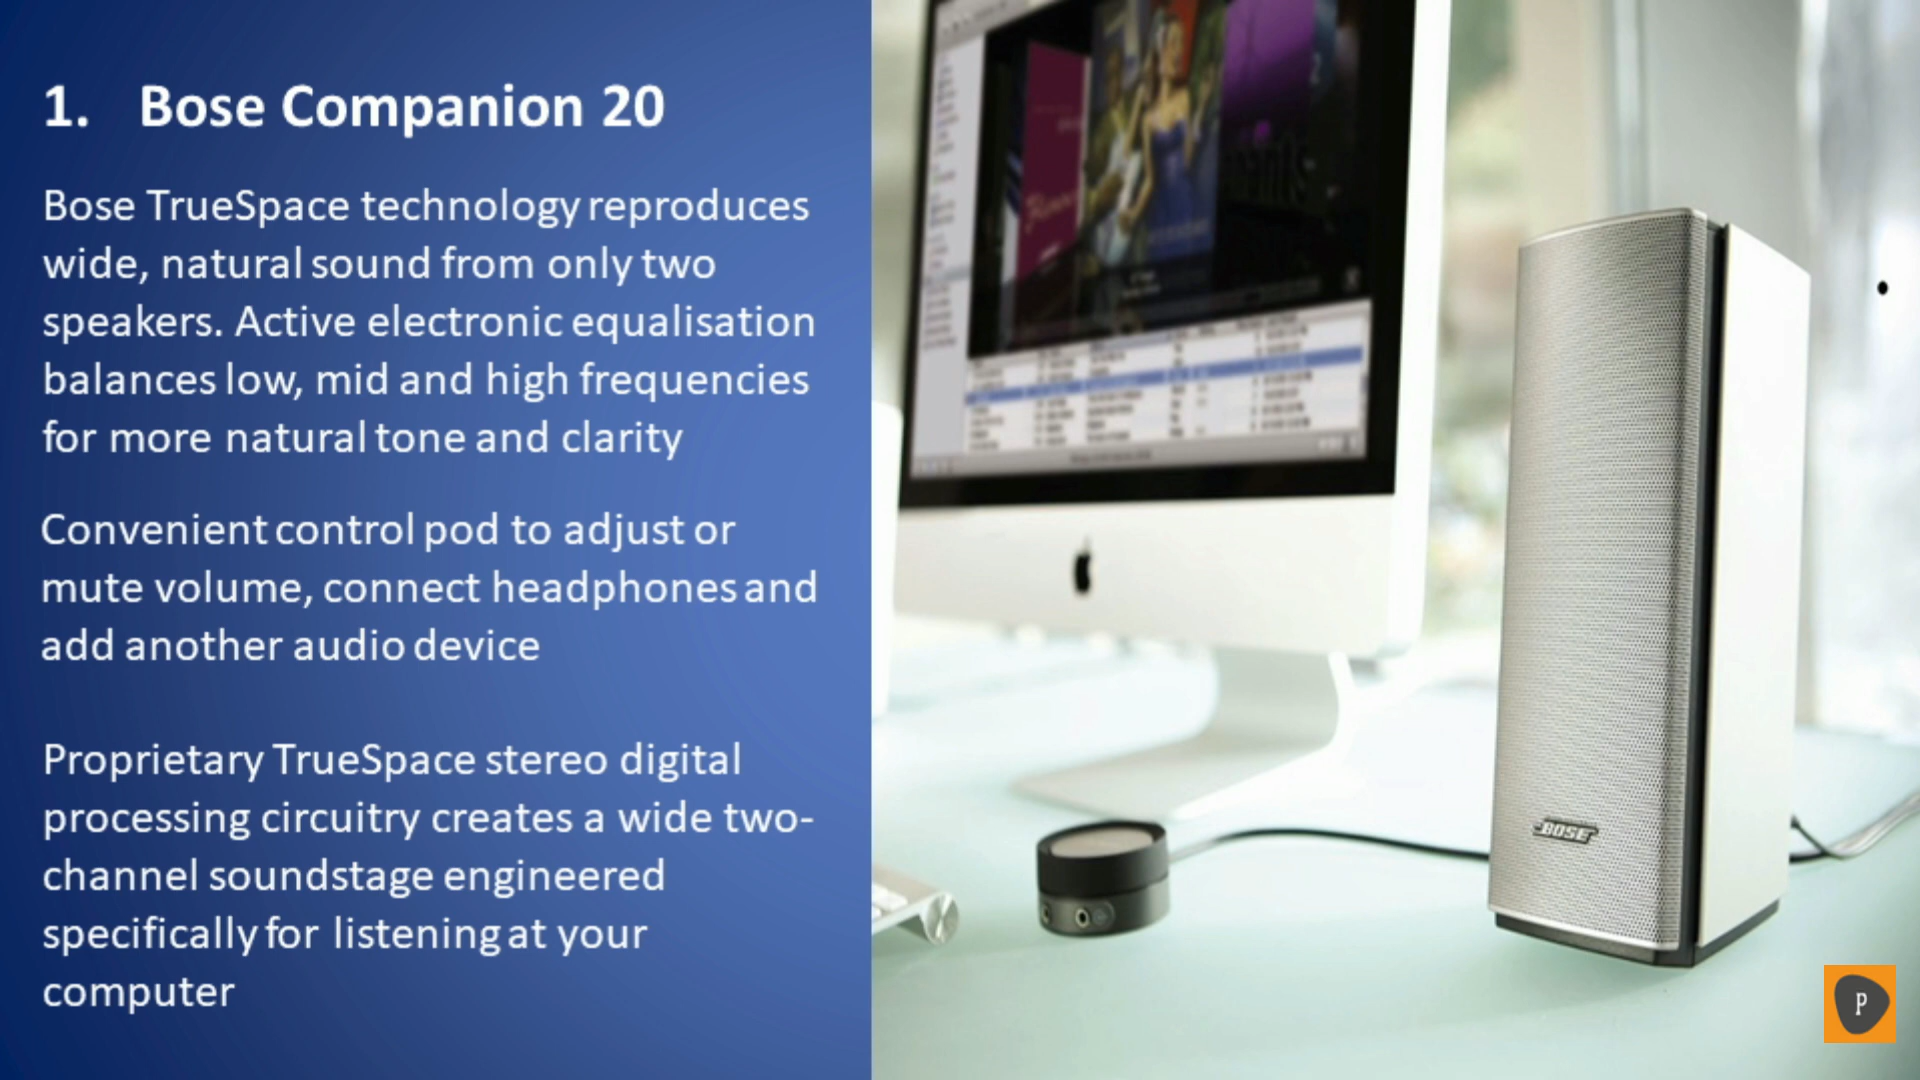 1. Bose Companion 20
Bose TrueSpace technology reproduces
wide, natural sound from only two
speakers. Active electronic equalisation
balances low, mid and high frequencies
for more natural tone and clarity
Convenient control pod to adjust or
mute volume, connect headphones and
add another audio device
Proprietary TrueSpace stereo digital
processing circuitry creates a wide two-
channel soundstage engineered
specifically for listening at your
computer
BOSE
P